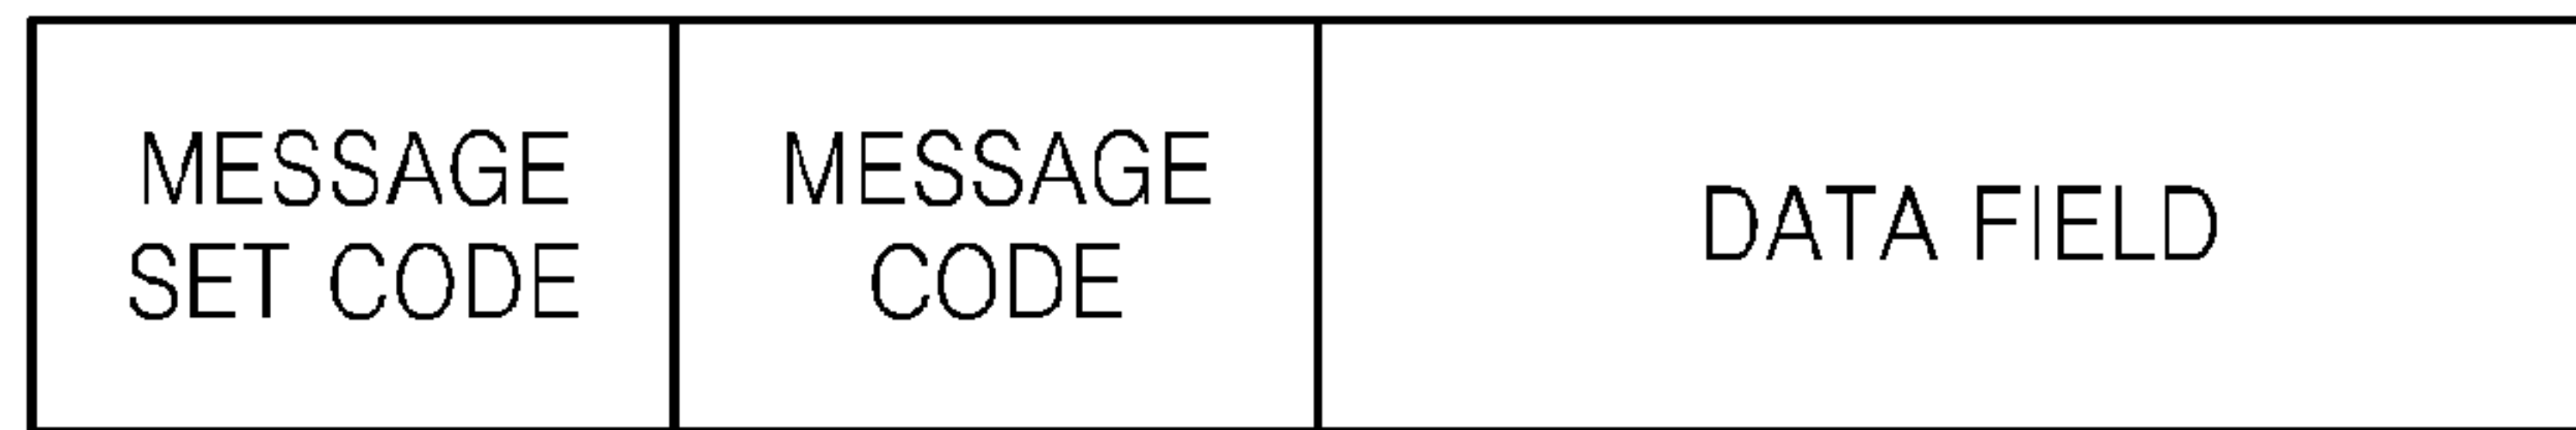 MESSAGE
SET CODE
MESSAGE
CODE
DATA FIELD